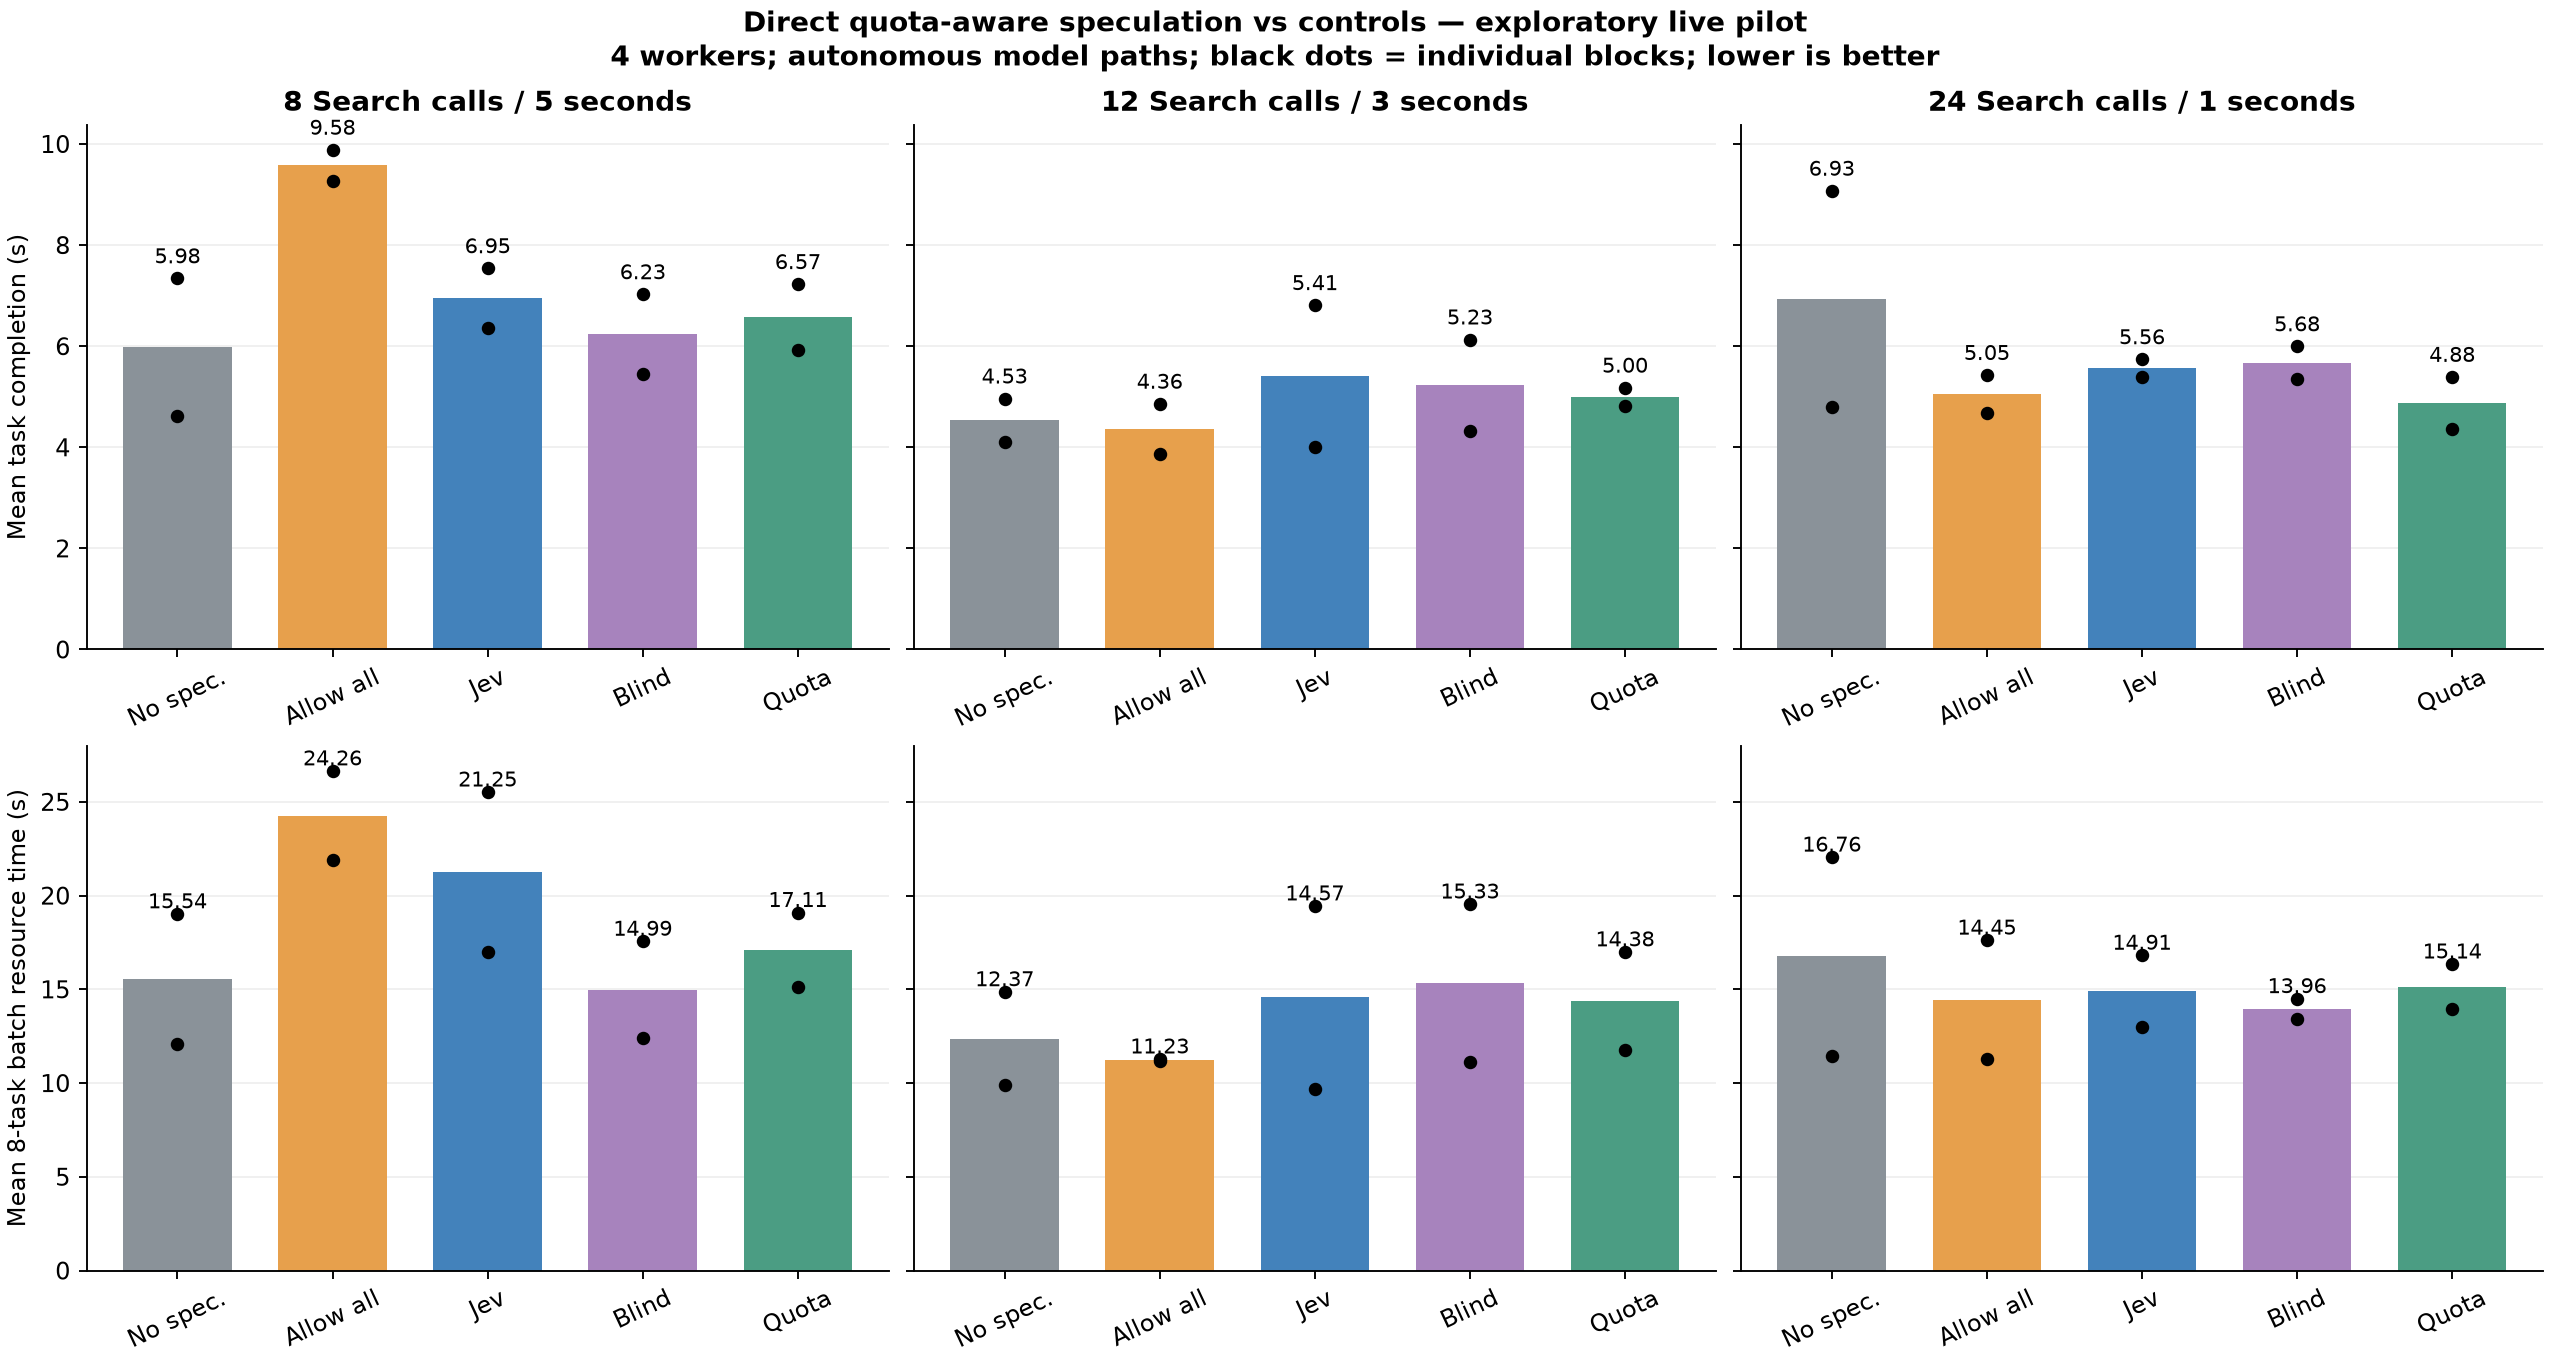 Direct quota-aware speculation vs controls — exploratory live pilot
4 workers; autonomous model paths; black dots = individual blocks; lower is better
8 Search calls / 5 seconds
12 Search calls / 3 seconds
24 Search calls / 1 seconds
Mean task completion (s)
10
8
6
4
2
0
5.98
9.58
6.95
6.23
6.57
4.53
4.36
5.41
5.23
5.00
6.93
5.05
5.56
5.68
4.88
No spec.
Allow all
Jev
Blind
Quota
No spec.
Allow all
Jev
Blind
Quota
No spec.
Allow all
Jev
Blind
Quota
Mean 8-task batch resource time (s)
25
20
15
10
5
0
15.54
24.26
21.25
14.99
17.11
12.37
11.23
14.57
15.33
14.38
16.76
14.45
14.91
13.96
15.14
No spec.
Allow all
Jev
Blind
Quota
No spec.
Allow all
Jev
Blind
Quota
No spec.
Allow all
Jev
Blind
Quota